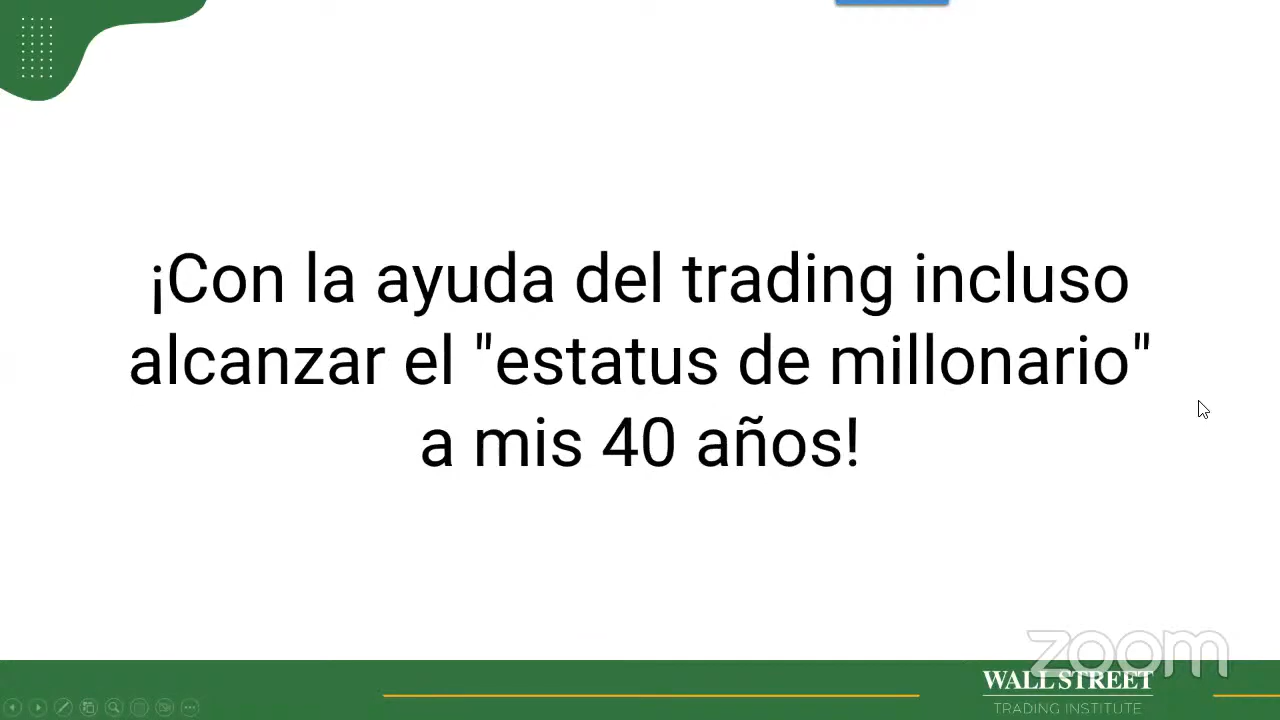 ¡Con la ayuda del trading incluso
alcanzar el "estatus de millonario"
a mis 40 años!
zoom
WALL STREET
TRADING INSTITUTE